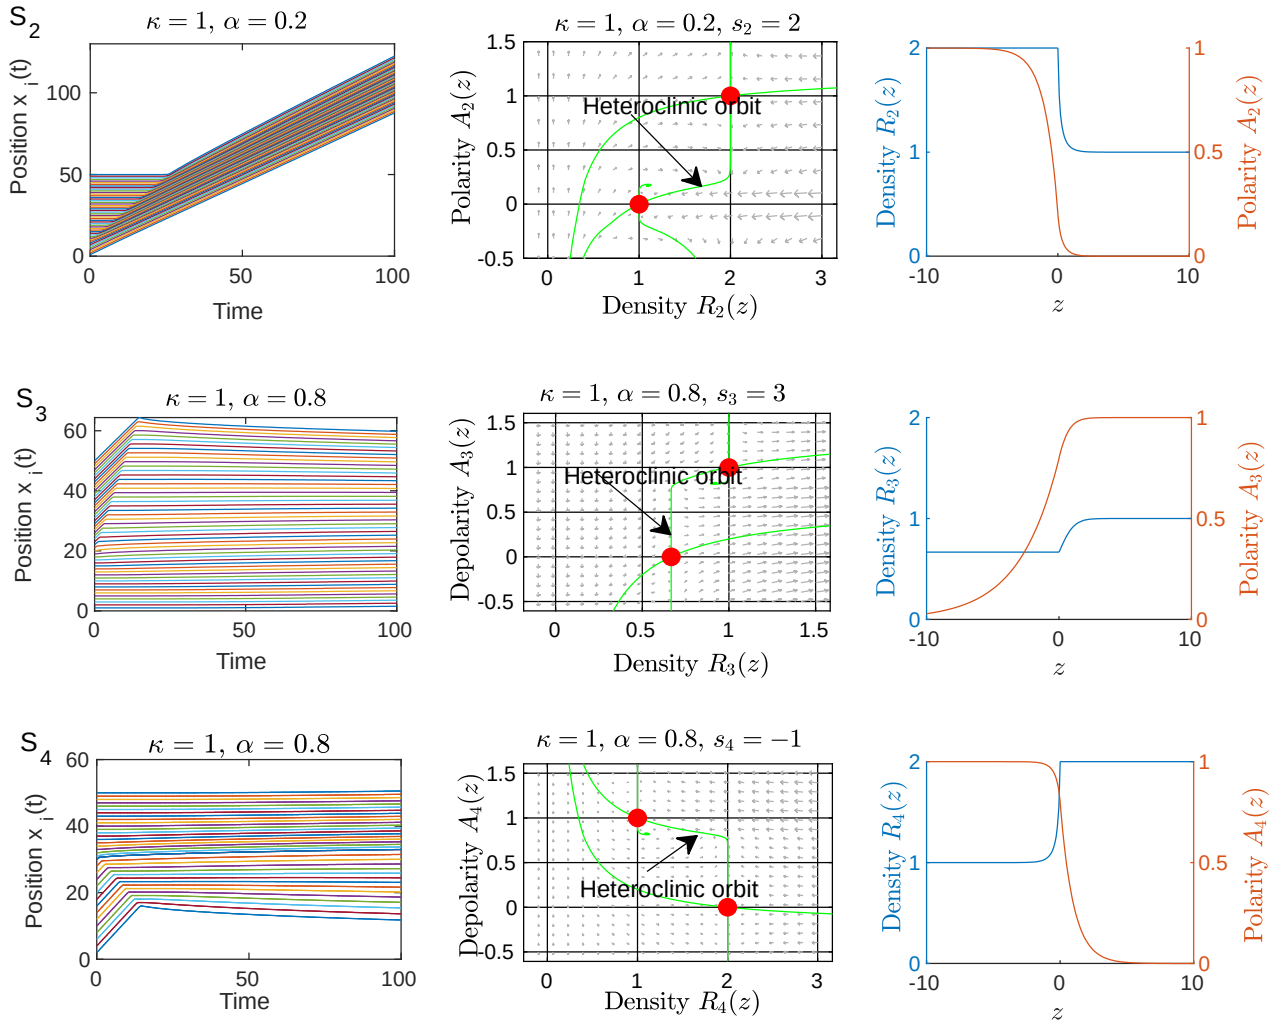 S2
κ = 1, α = 0.2
Position x i(t)
100
50
0
0 50 100
Time
κ = 1, α = 0.2, s2 = 2
Polarity A2(z)
1.5
1
0.5
0
-0.5
Heteroclinic orbit
0 1 2 3
Density R2(z)
Density R2(z)
2
1
0
Polarity A2(z)
1
0.5
0
-10 0 10
z
S3
κ = 1, α = 0.8
Position x i(t)
60
40
20
0
0 50 100
Time
κ = 1, α = 0.8, s3 = 3
Depolarity A3(z)
1.5
1
0.5
0
-0.5
Heteroclinic orbit
0 0.5 1 1.5
Density R3(z)
Density R3(z)
2
1
0
Polarity A3(z)
1
0.5
0
-10 0 10
z
S4
κ = 1, α = 0.8
Position x i(t)
60
40
20
0
0 50 100
Time
κ = 1, α = 0.8, s4 = −1
Depolarity A4(z)
1.5
1
0.5
0
-0.5
Heteroclinic orbit
0 1 2 3
Density R4(z)
Density R4(z)
2
1
0
Polarity A4(z)
1
0.5
0
-10 0 10
z